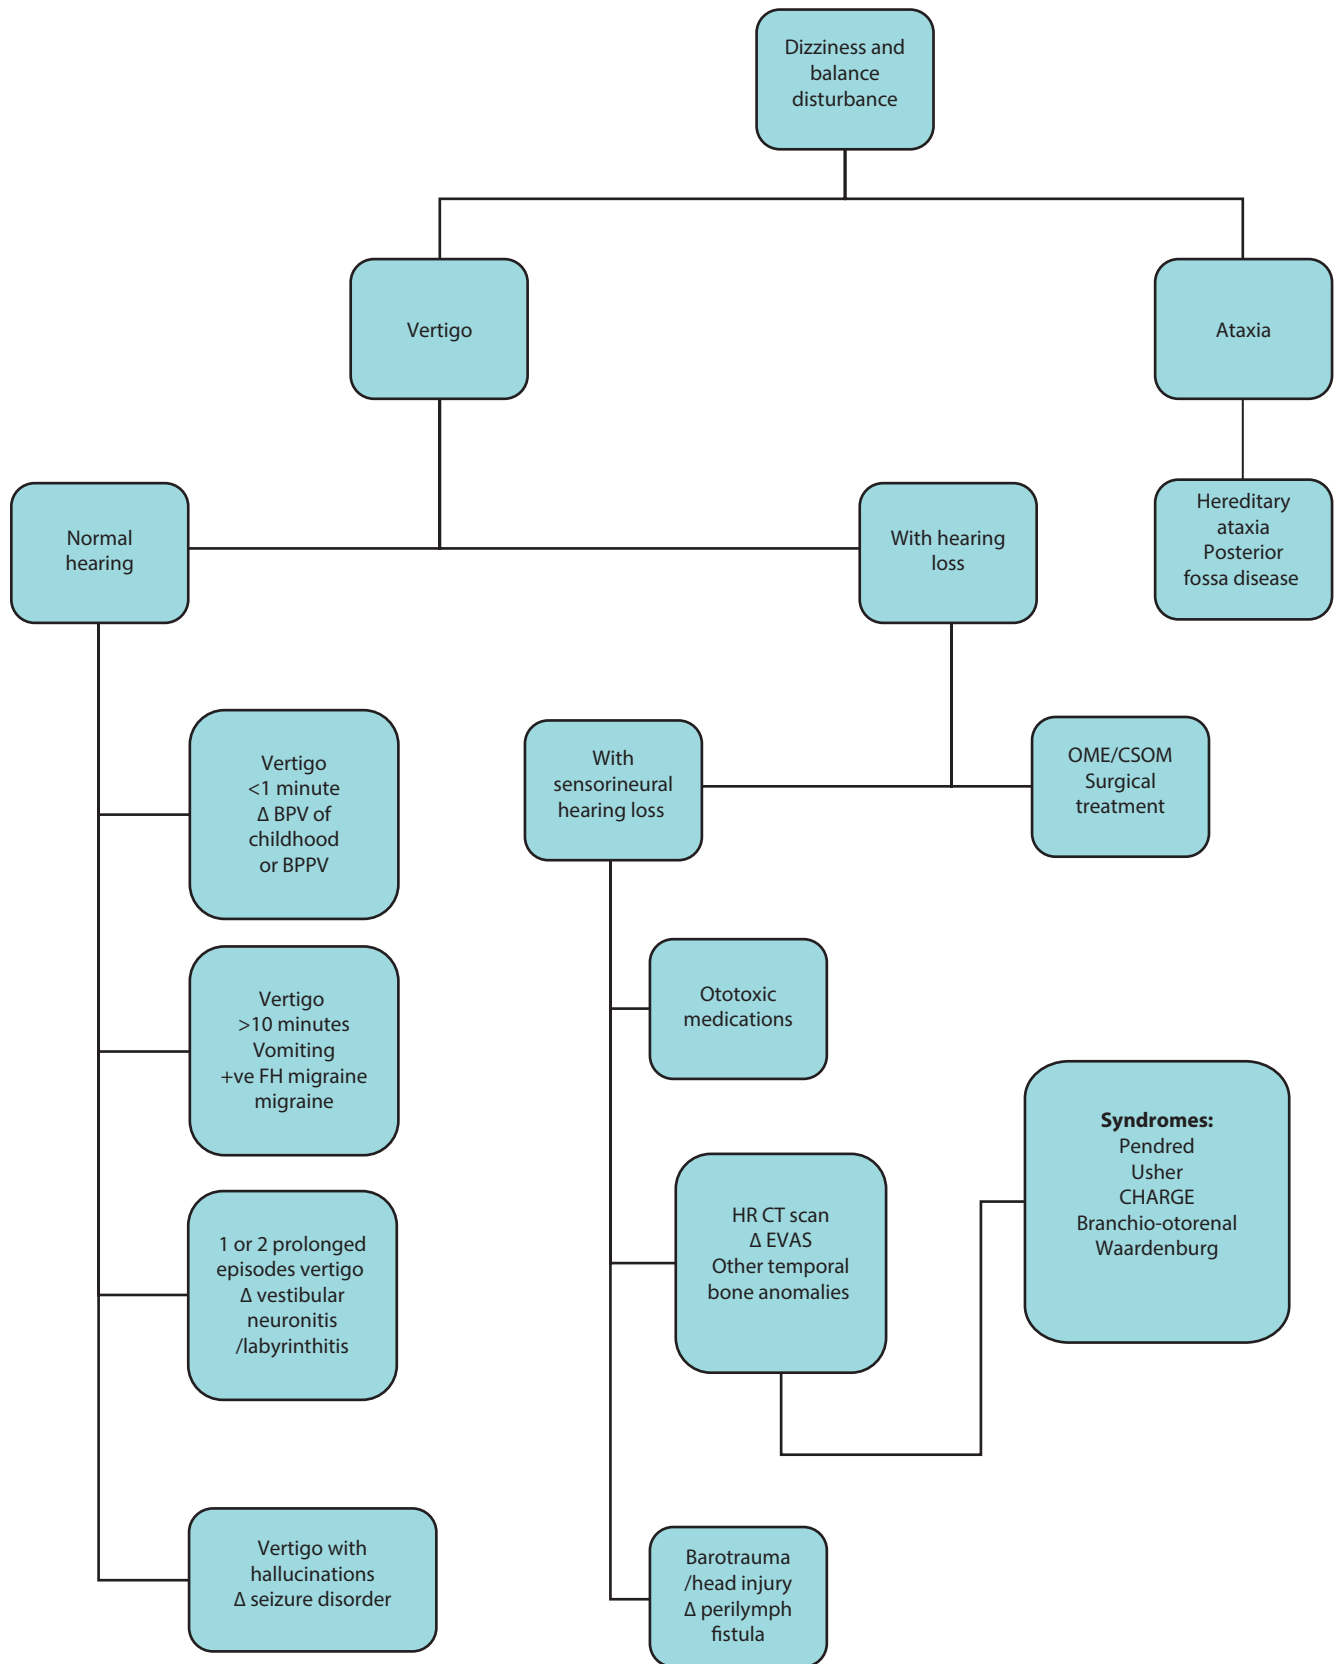 Dizziness and
balance
disturbance
Vertigo
Ataxia
Normal
hearing
With hearing
loss
Hereditary
ataxia
Posterior
fossa disease
Vertigo
<1 minute
Δ BPV of
childhood
or BPPV
With
sensorineural
hearing loss
OME/CSOM
Surgical
treatment
Vertigo
>10 minutes
Vomiting
+ve FH migraine
migraine
Ototoxic
medications
1 or 2 prolonged
episodes vertigo
Δ vestibular
neuronitis
/labyrinthitis
HR CT scan
Δ EVAS
Other temporal
bone anomalies
Syndromes:
Pendred
Usher
CHARGE
Branchio-otorenal
Waardenburg
Vertigo with
hallucinations
Δ seizure disorder
Barotrauma
/head injury
Δ perilymph
fistula